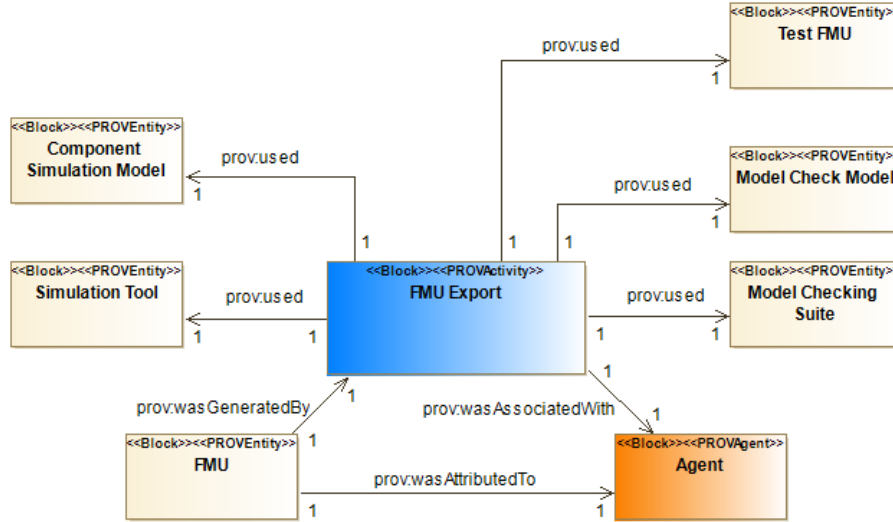 <<Block>><<PROVEntity>>
Test FMU
prov:used
1
<<Block>><<PROVEntity>>
Component
Simulation Model
prov:used
1
1
<<Block>><<PROVEntity>>
Model Check Model
prov:used
1
1
1
<<Block>><<PROVEntity>>
Simulation Tool
prov:used
1
1
<<Block>><<PROVActivity>>
FMU Export
prov:used
1
1
<<Block>><<PROVEntity>>
Model Checking
Suite
prov:wasGeneratedBy
1
1
prov:wasAssociatedWith
1
1
<<Block>><<PROVEntity>>
FMU
prov:wasAttributedTo
1
1
<<Block>><<PROVAgent>>
Agent